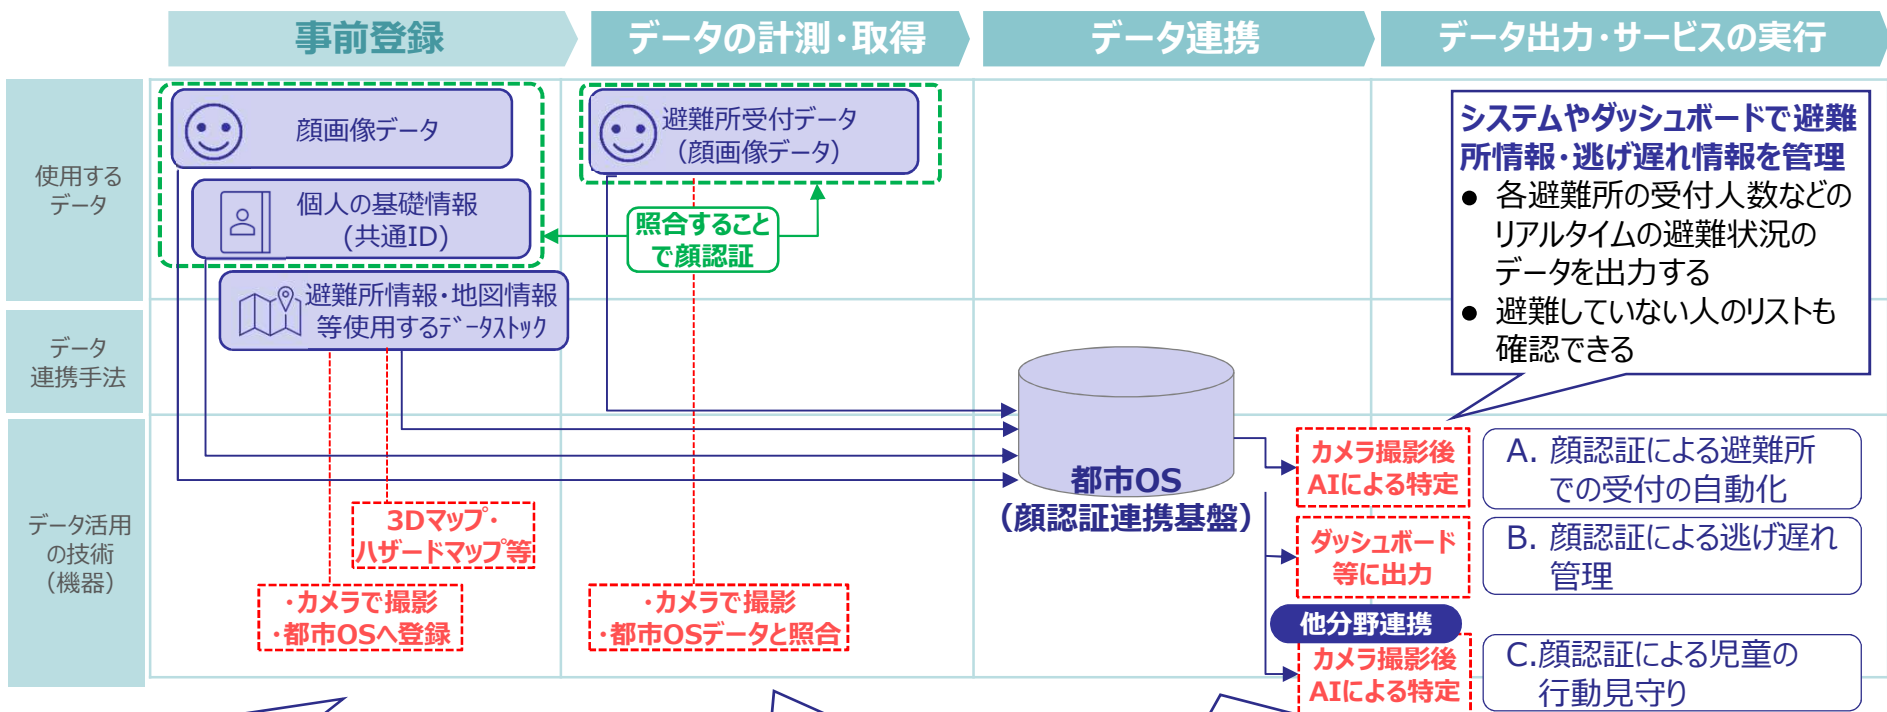 事前登録
データの計測・取得
データ連携
データ出力・サービスの実行
使用する
データ
データ
連携手法
データ活用
の技術
（機器）
顔画像データ
個人の基礎情報
（共通ID）
避難所情報・地図情報
等使用するﾃﾞｰﾀｽﾄｯｸ
3Dマップ・
ハザードマップ等
・カメラで撮影
・都市OSへ登録
避難所受付データ
（顔画像データ）
照合すること
で顔認証
・カメラで撮影
・都市OSデータと照合
都市OS
（顔認証連携基盤）
システムやダッシュボードで避難
所情報・逃げ遅れ情報を管理
● 各避難所の受付人数などの
リアルタイムの避難状況の
データを出力する
● 避難していない人のリストも
確認できる
カメラ撮影後
AIによる特定
A. 顔認証による避難所
での受付の自動化
ダッシュボード
等に出力
B. 顔認証による逃げ遅れ
管理
他分野連携
カメラ撮影後
AIによる特定
C.顔認証による児童の
行動見守り